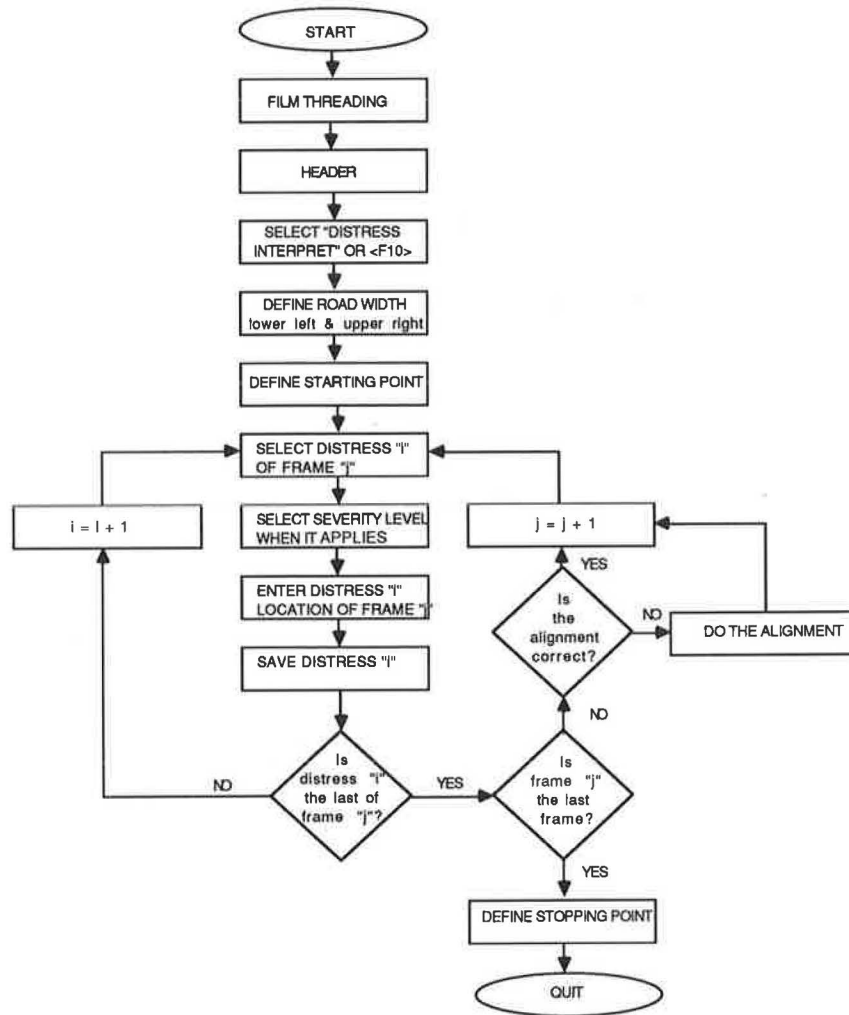 START
FILM THREADING
HEADER
SELECT "DISTRESS
INTERPRET" OR <F10>
DEFINE ROAD WIDTH
lower left & upper right
DEFINE STARTING POINT
SELECT DISTRESS "i"
OF FRAME "j"
i = I + 1
SELECT SEVERITY LEVEL
WHEN IT APPLIES
j = j + 1
YES
ENTER DISTRESS "i"
LOCATION OF FRAME "j"
Is
the
alignment
correct?
NO
DO THE ALIGNMENT
SAVE DISTRESS "i"
NO
Is
distress "i"
the last of
frame "j"?
NO
YES
Is
frame "j"
the last
frame?
YES
DEFINE STOPPING POINT
QUIT